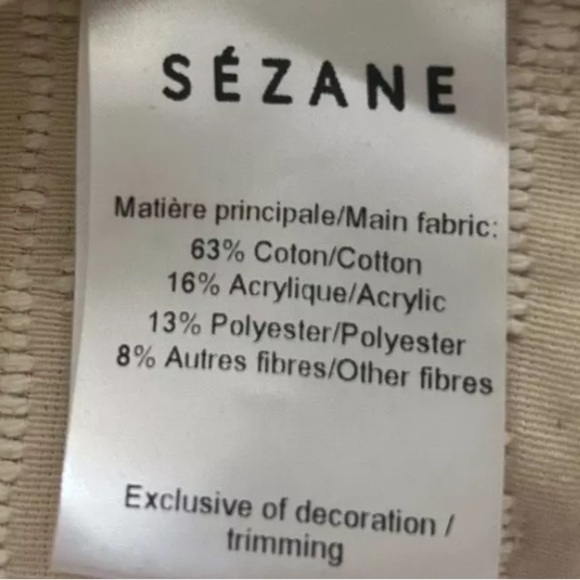 SÉZANE
Matière principale/Main fabric:
63% Coton/Cotton
16% Acrylique/Acrylic
13% Polyester/Polyester
8% Autres fibres/Other fibres
Exclusive of decoration /
trimming